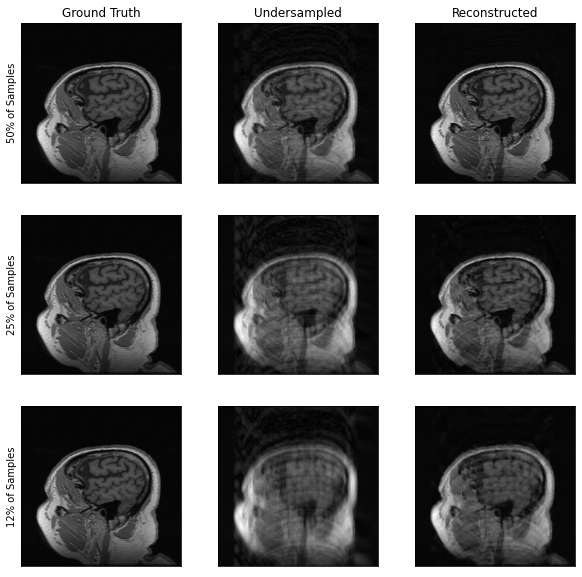 Ground Truth
Undersampled
Reconstructed
50% of Samples
25% of Samples
12% of Samples